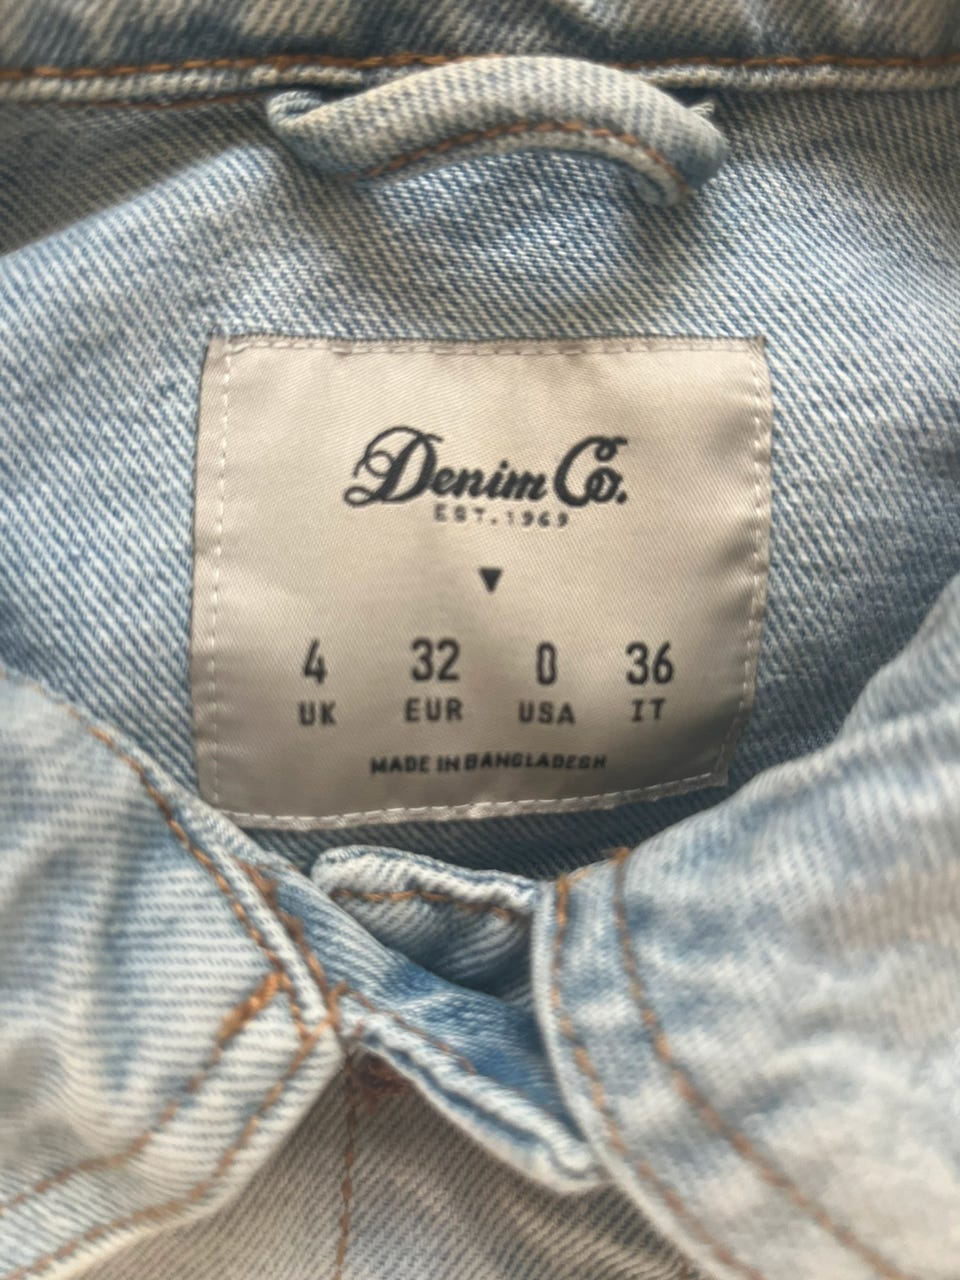 Denim Co.
EST. 1969
4 32 0 36
UK EUR USA IT
MADE IN BANGLADESH